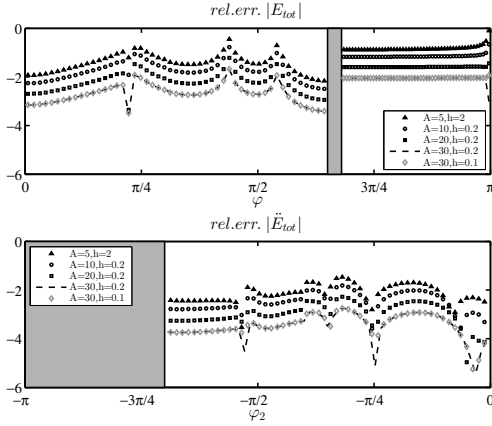 rel.err. |E_tot|
0
−2
−4
−6
A=5,h=2
A=10,h=0.2
A=20,h=0.2
A=30,h=0.2
A=30,h=0.1
0 π/4 π/2 3π/4 π
φ
rel.err. |Ë_tot|
0
−2
−4
−6
A=5,h=2
A=10,h=0.2
A=20,h=0.2
A=30,h=0.2
A=30,h=0.1
−π −3π/4 −π/2 −π/4 0
φ₂